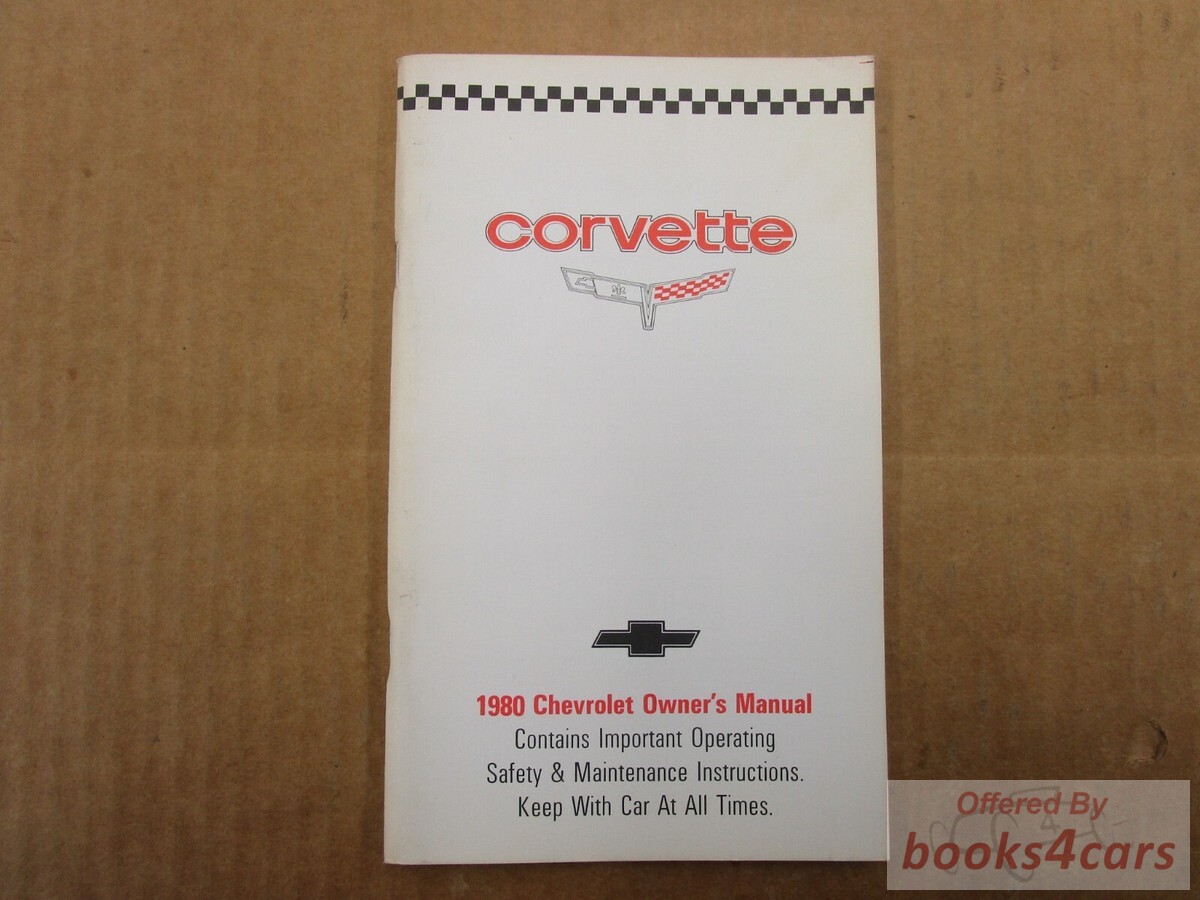 corvette
1980 Chevrolet Owner's Manual
Contains Important Operating
Safety & Maintenance Instructions.
Keep With Car At All Times.
Offered By
books4cars